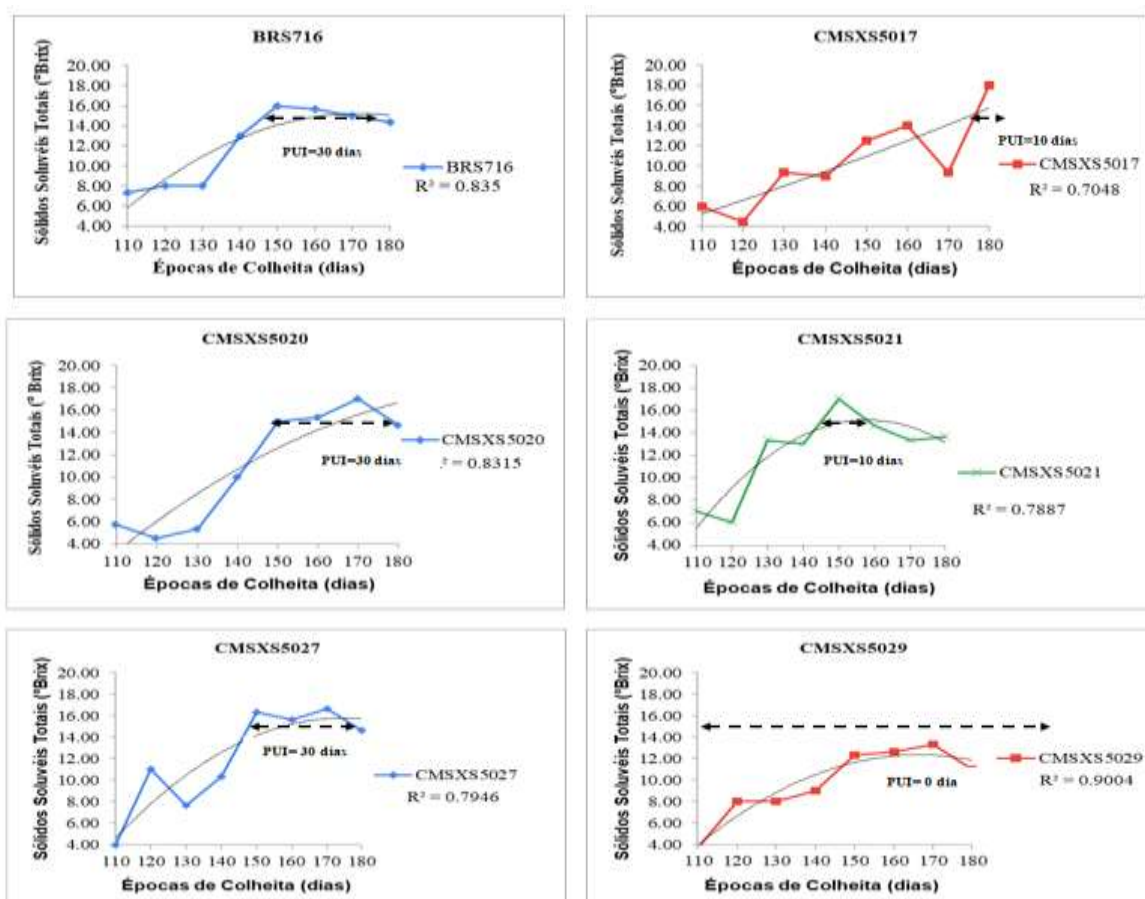 BRS716
Sólidos Soluvéis Totais (°Brix)
20.00
18.00
16.00
14.00
12.00
10.00
8.00
6.00
4.00
PUI=30 dias
BRS716
R² = 0.835
110 120 130 140 150 160 170 180
Épocas de Colheita (dias)
CMSXS5017
Sólidos Soluvéis Totais (°Brix)
20.00
18.00
16.00
14.00
12.00
10.00
8.00
6.00
4.00
PUI=10 dias
CMSXS5017
R² = 0.7048
110 120 130 140 150 160 170 180
Épocas de Colheita (dias)
CMSXS5020
Sólidos Soluvéis Totais (° Brix)
20.00
18.00
16.00
14.00
12.00
10.00
8.00
6.00
4.00
CMSXS5020
PUI=30 dias
² = 0.8315
110 120 130 140 150 160 170 180
Épocas de Colheita (dias)
CMSXS5021
Sólidos Soluvéis Totais (°Brix)
20.00
18.00
16.00
14.00
12.00
10.00
8.00
6.00
4.00
PUI=10 dias
CMSXS5021
R² = 0.7887
110 120 130 140 150 160 170 180
Épocas de Colheita (dias)
CMSXS5027
Sólidos Soluvéis Totais (°Brix)
20.00
18.00
16.00
14.00
12.00
10.00
8.00
6.00
4.00
PUI= 30 dias
CMSXS5027
R² = 0.7946
110 120 130 140 150 160 170 180
Épocas de Colheita (dias)
CMSXS5029
Sólidos Soluvéis Totais (°Brix)
20.00
18.00
16.00
14.00
12.00
10.00
8.00
6.00
4.00
CMSXS5029
PUI= 0 dia
R² = 0.9004
110 120 130 140 150 160 170 180
Épocas de Colheita (dias)